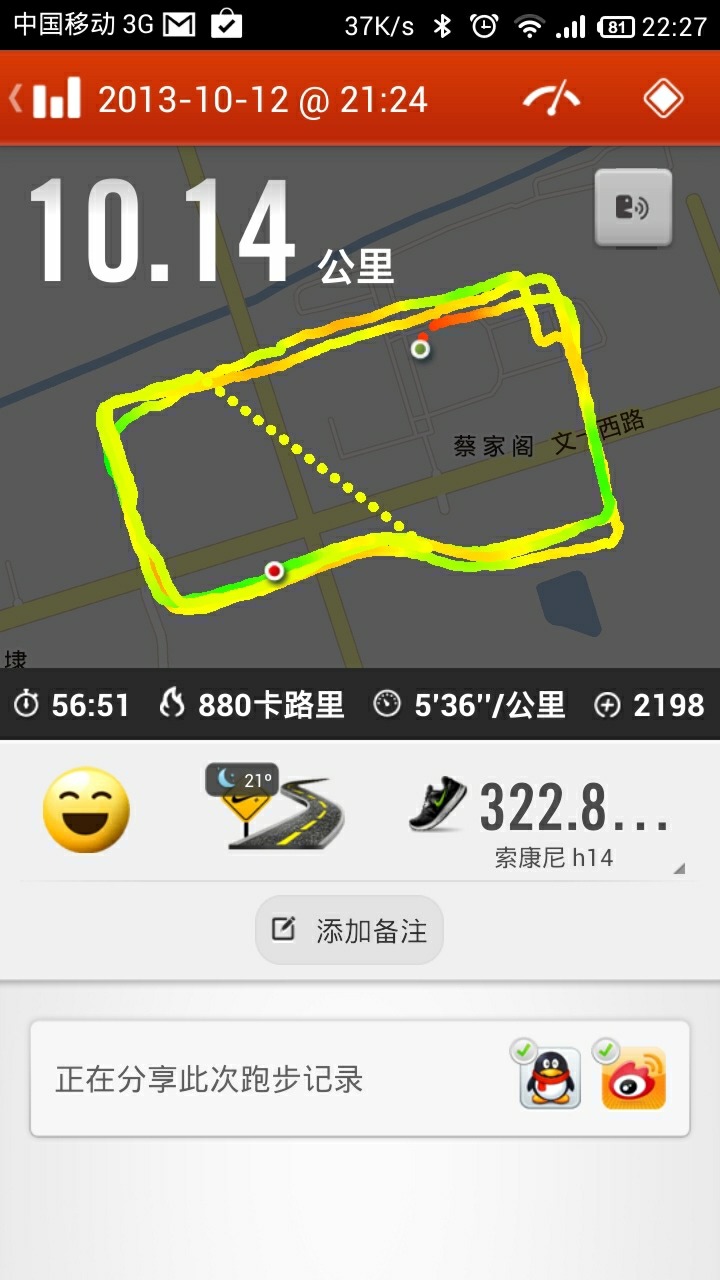 中国移动 3G 37K/s 81 22:27
2013-10-12 @ 21:24
10.14 公里
蔡家阁 文一西路
埭
56:51 880卡路里 5'36"/公里 2198
21°
322.8...
索康尼 h14
添加备注
正在分享此次跑步记录